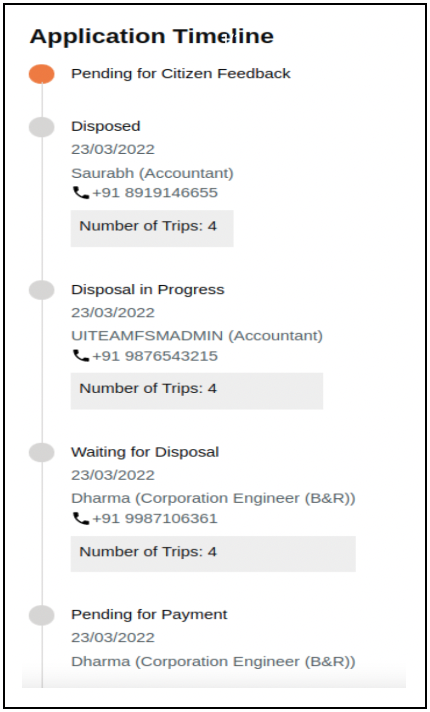 Application Timeline
Pending for Citizen Feedback
Disposed
23/03/2022
Saurabh (Accountant)
+91 8919146655
Number of Trips: 4
Disposal in Progress
23/03/2022
UITEAMFSMADMIN (Accountant)
+91 9876543215
Number of Trips: 4
Waiting for Disposal
23/03/2022
Dharma (Corporation Engineer (B&R))
+91 9987106361
Number of Trips: 4
Pending for Payment
23/03/2022
Dharma (Corporation Engineer (B&R))